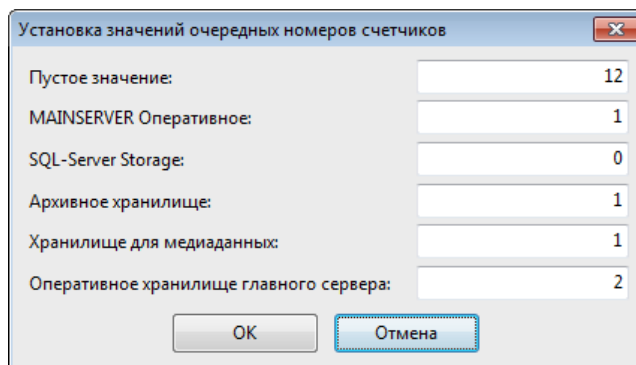 Установка значений очередных номеров счетчиков
Пустое значение: 12
MAINSERVER Оперативное: 1
SQL-Server Storage: 0
Архивное хранилище: 1
Хранилище для медиаданных: 1
Оперативное хранилище главного сервера: 2
ОК Отмена